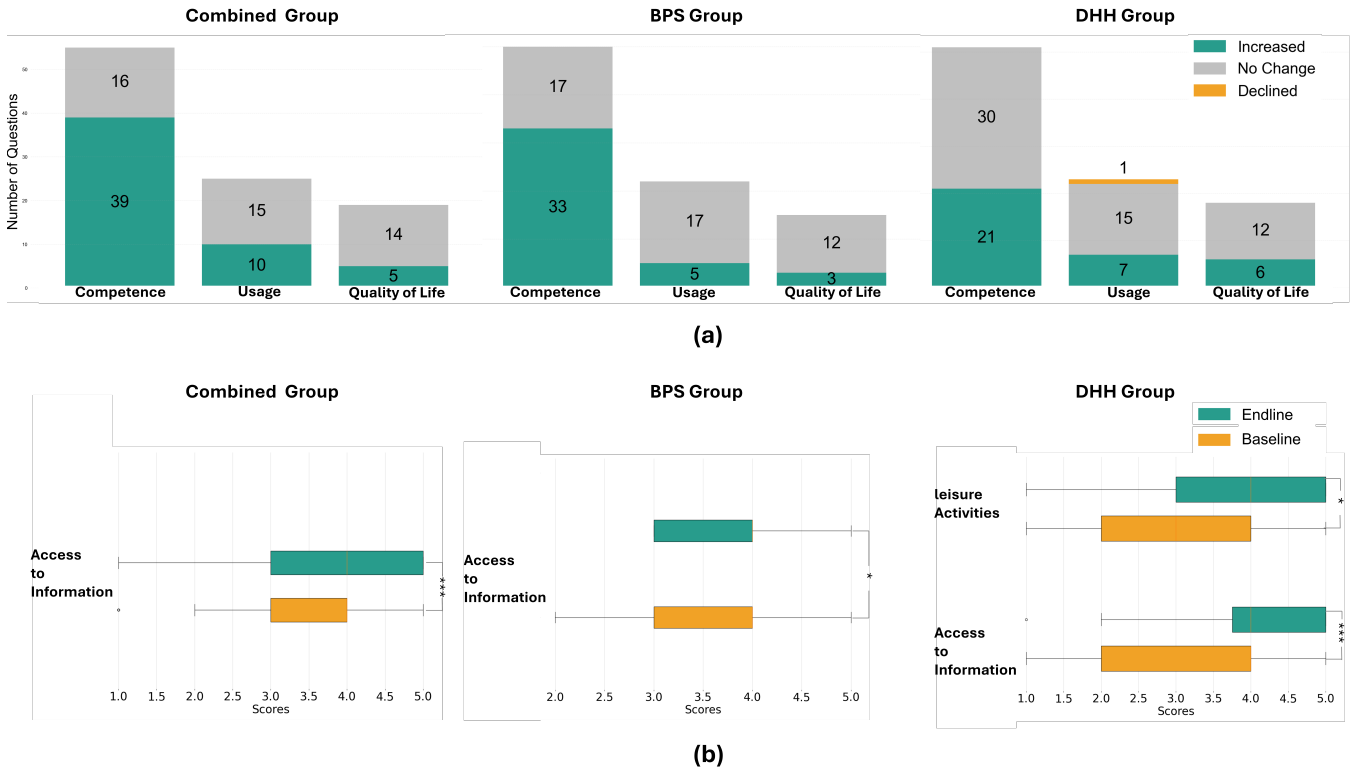 Combined Group
BPS Group
DHH Group
Increased
No Change
Declined
Number of Questions
50
40
30
20
10
0
16
39
15
10
14
5
Competence
Usage
Quality of Life
17
33
17
5
12
3
Competence
Usage
Quality of Life
30
21
1
15
7
12
6
Competence
Usage
Quality of Life
(a)
Combined Group
BPS Group
DHH Group
Endline
Baseline
Access
to
Information
***
1.0 1.5 2.0 2.5 3.0 3.5 4.0 4.5 5.0
Scores
Access
to
Information
*
2.0 2.5 3.0 3.5 4.0 4.5 5.0
Scores
leisure
Activities
*
Access
to
Information
***
1.0 1.5 2.0 2.5 3.0 3.5 4.0 4.5 5.0
Scores
(b)